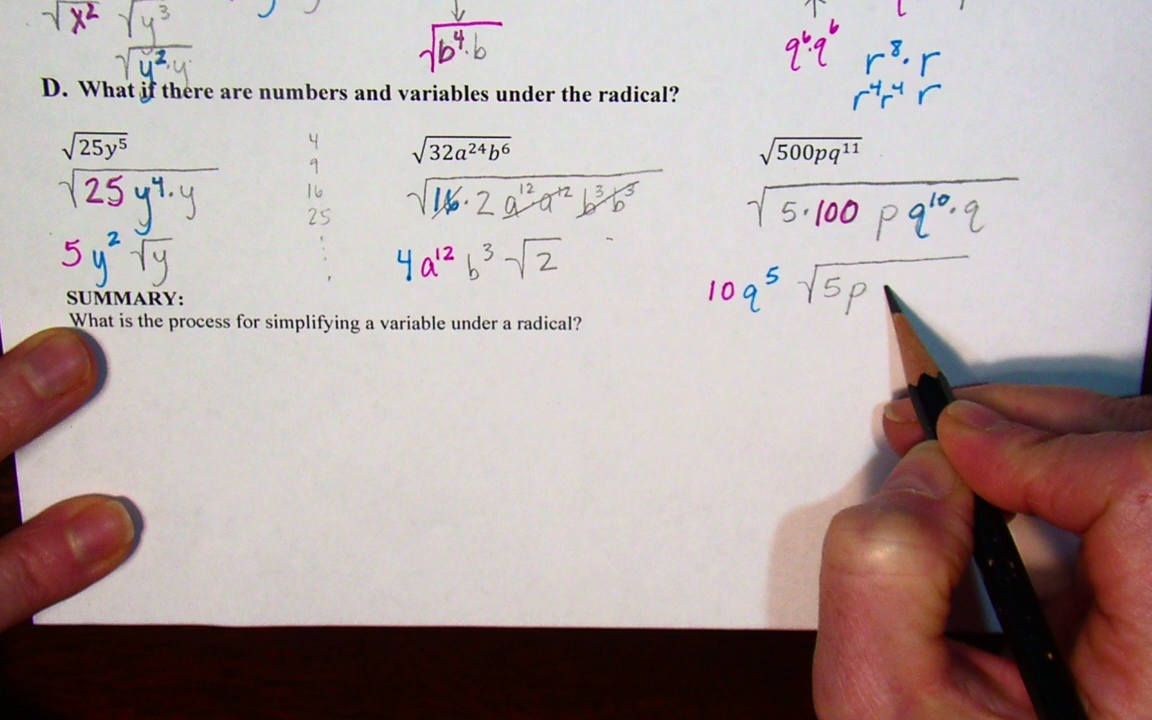 √x² √y³
√y²·y
√b⁴·b
q⁶·q⁶
r⁸·r
r⁴r⁴ r
D. What if there are numbers and variables under the radical?
√25y⁵
√25 y⁴·y
5y² √y
4
9
16
25
√32a²⁴b⁶
√16·2 a¹²a¹² b³b³
4a¹² b³ √2
√500pq¹¹
√5·100 p q¹⁰·q
10q⁵ √5p
SUMMARY:
What is the process for simplifying a variable under a radical?